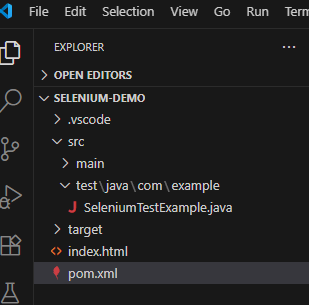 File Edit Selection View Go Run Tern
EXPLORER ...
OPEN EDITORS
SELENIUM-DEMO
.vscode
src
main
test\java\com\example
J SeleniumTestExample.java
target
<> index.html
pom.xml